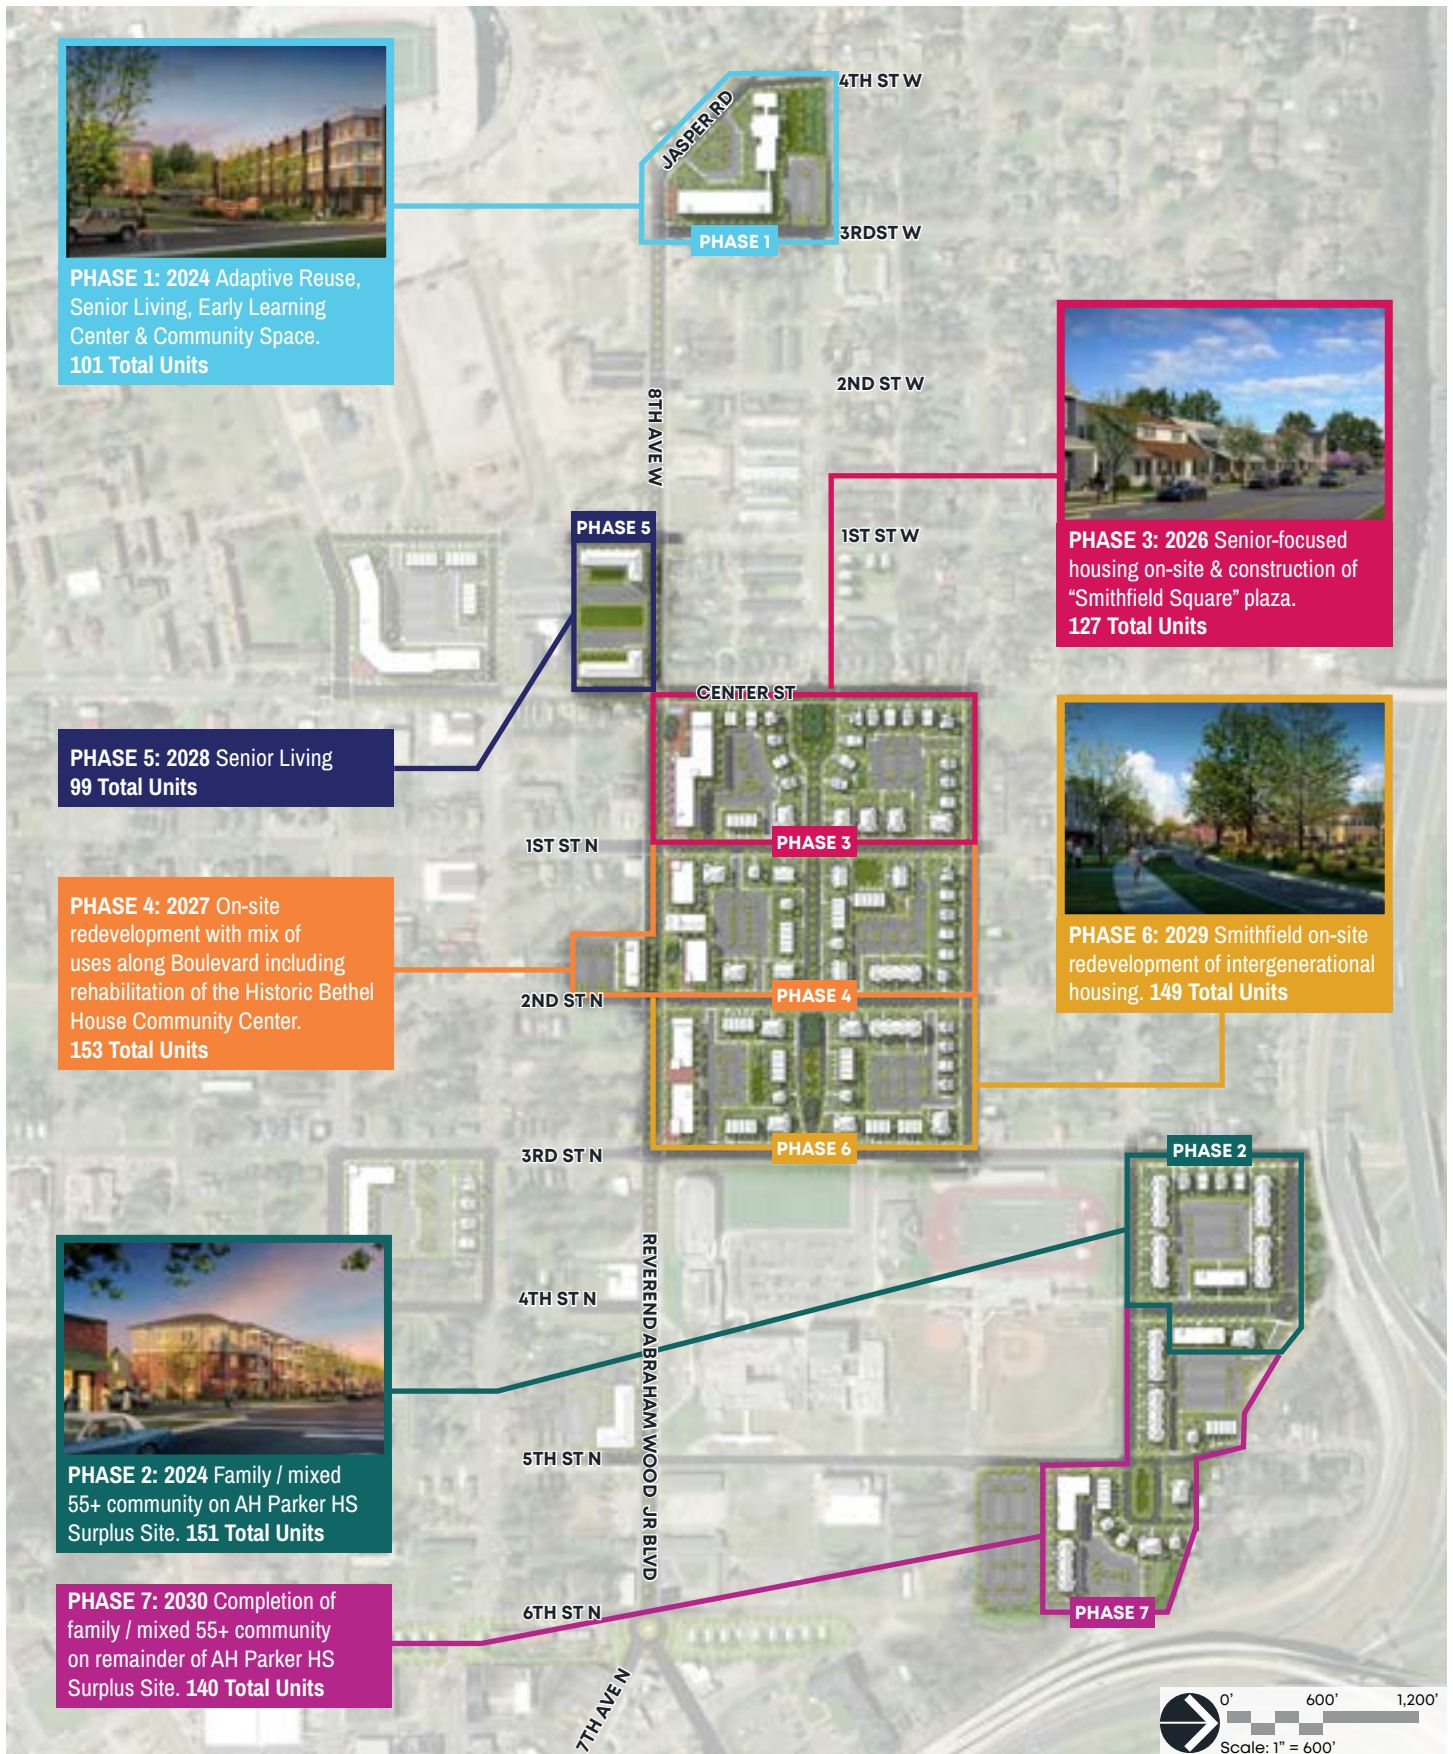 4TH ST W
JASPER RD
3RDST W
PHASE 1
PHASE 1: 2024 Adaptive Reuse,
Senior Living, Early Learning
Center & Community Space.
101 Total Units
2ND ST W
8TH AVE W
1ST ST W
PHASE 5
PHASE 3: 2026 Senior-focused
housing on-site & construction of
“Smithfield Square” plaza.
127 Total Units
CENTER ST
PHASE 5: 2028 Senior Living
99 Total Units
PHASE 3
1ST ST N
PHASE 4: 2027 On-site
redevelopment with mix of
uses along Boulevard including
rehabilitation of the Historic Bethel
House Community Center.
153 Total Units
PHASE 6: 2029 Smithfield on-site
redevelopment of intergenerational
housing. 149 Total Units
PHASE 4
2ND ST N
PHASE 6
3RD ST N
PHASE 2
REVEREND ABRAHAM WOOD JR BLVD
4TH ST N
5TH ST N
PHASE 2: 2024 Family / mixed
55+ community on AH Parker HS
Surplus Site. 151 Total Units
PHASE 7: 2030 Completion of
family / mixed 55+ community
on remainder of AH Parker HS
Surplus Site. 140 Total Units
6TH ST N
PHASE 7
7TH AVE N
0’ 600’ 1,200’
Scale: 1” = 600’